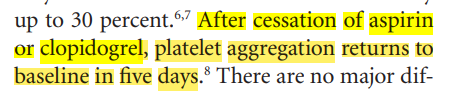 up to 30 percent.6,7 After cessation of aspirin
or clopidogrel, platelet aggregation returns to
baseline in five days.8 There are no major dif-